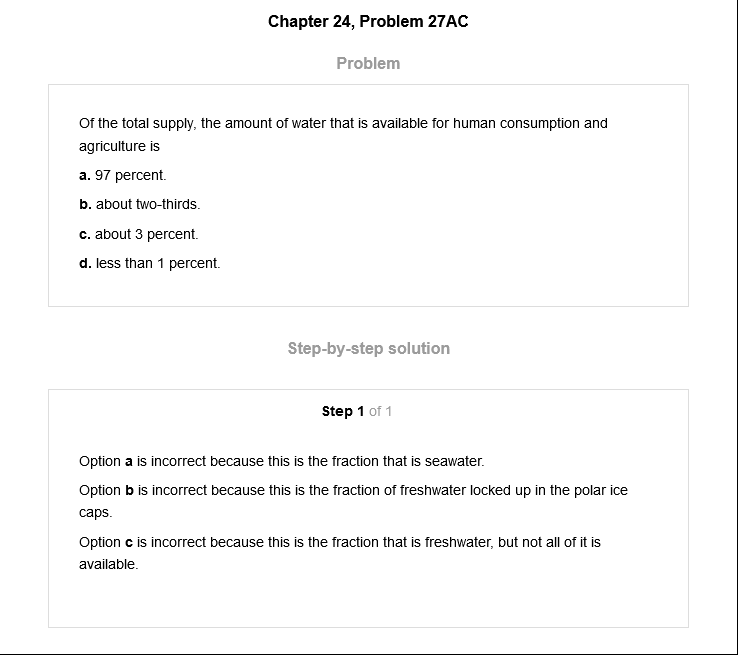 Chapter 24, Problem 27AC
Problem
Of the total supply, the amount of water that is available for human consumption and
agriculture is
a. 97 percent.
b. about two-thirds.
c. about 3 percent.
d. less than 1 percent.
Step-by-step solution
Step 1 of 1
Option a is incorrect because this is the fraction that is seawater.
Option b is incorrect because this is the fraction of freshwater locked up in the polar ice
caps.
Option c is incorrect because this is the fraction that is freshwater, but not all of it is
available.